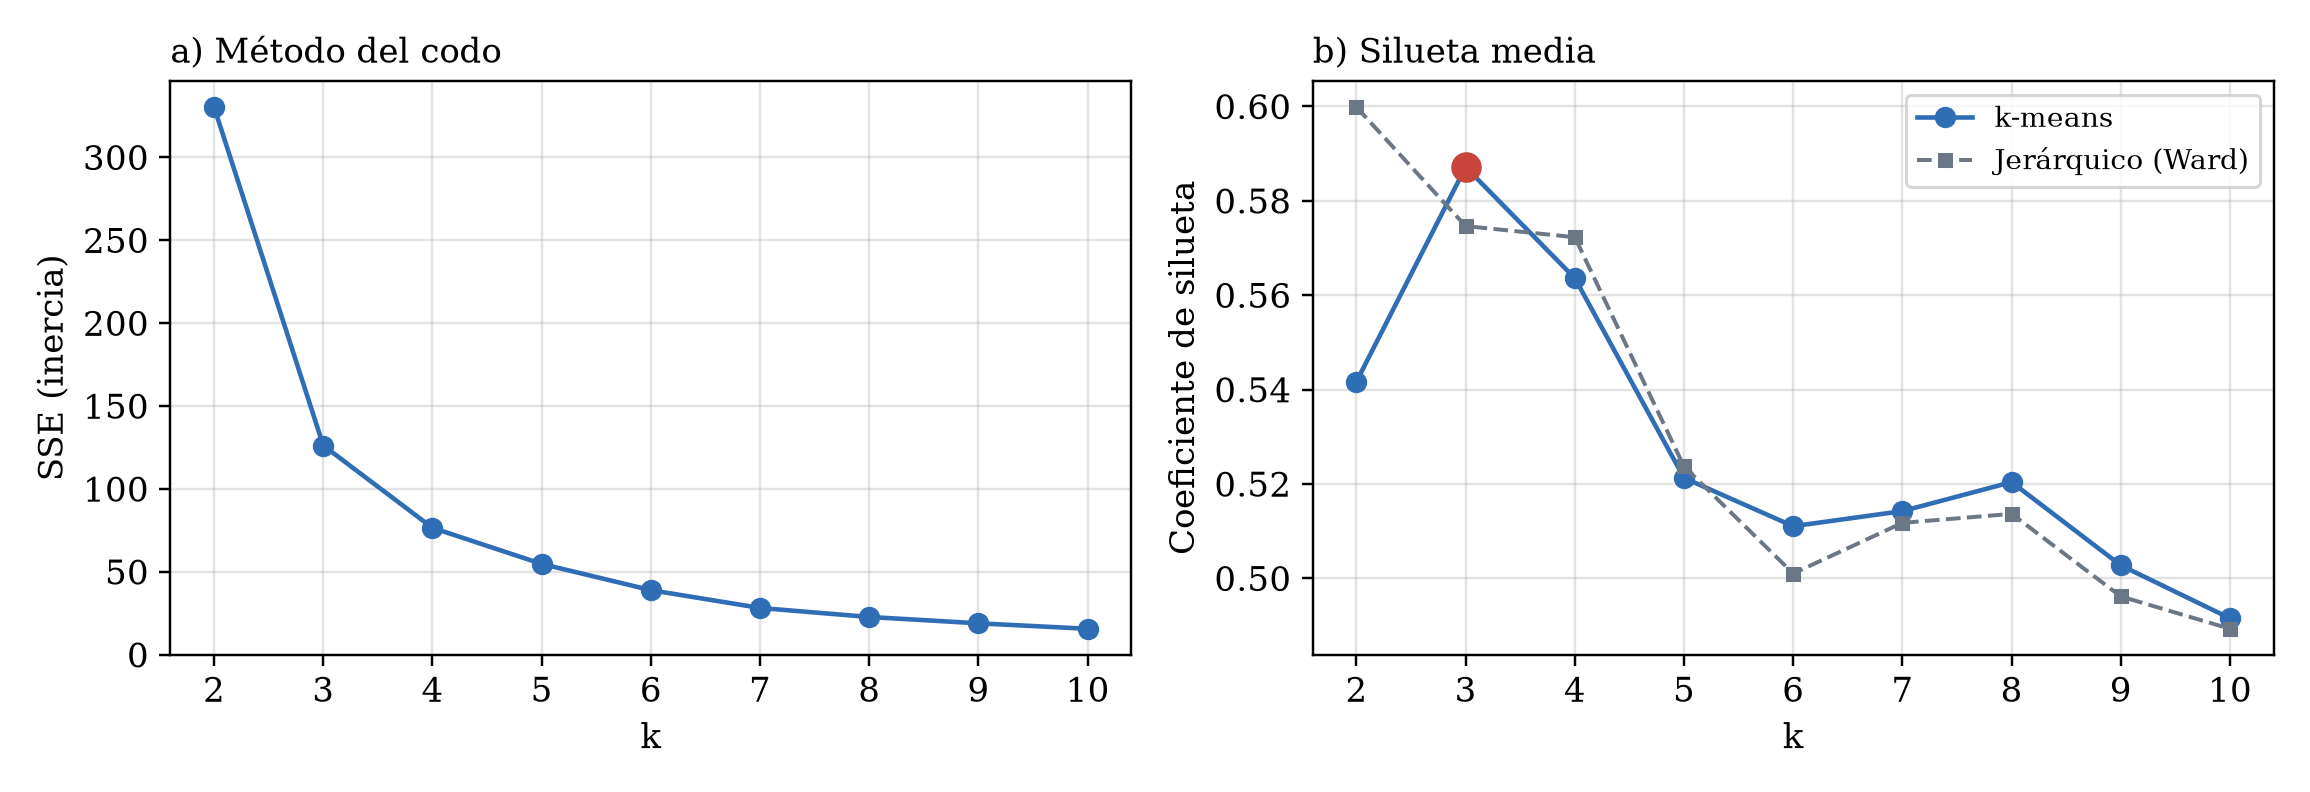 a) Método del codo
SSE (inercia)
300
250
200
150
100
50
0
2 3 4 5 6 7 8 9 10
k
b) Silueta media
Coeficiente de silueta
0.60
0.58
0.56
0.54
0.52
0.50
k-means
Jerárquico (Ward)
2 3 4 5 6 7 8 9 10
k